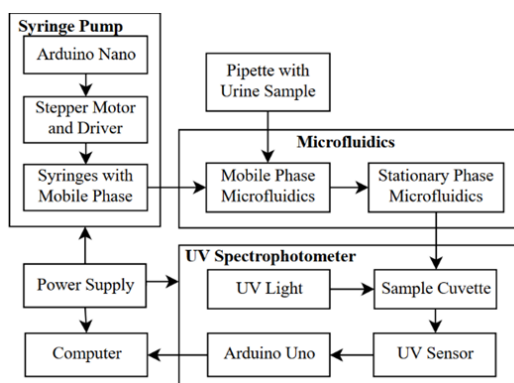 Syringe Pump
Arduino Nano
Stepper Motor
and Driver
Syringes with
Mobile Phase
Pipette with
Urine Sample
Microfluidics
Mobile Phase
Microfluidics
Stationary Phase
Microfluidics
UV Spectrophotometer
Power Supply
UV Light
Sample Cuvette
Computer
Arduino Uno
UV Sensor